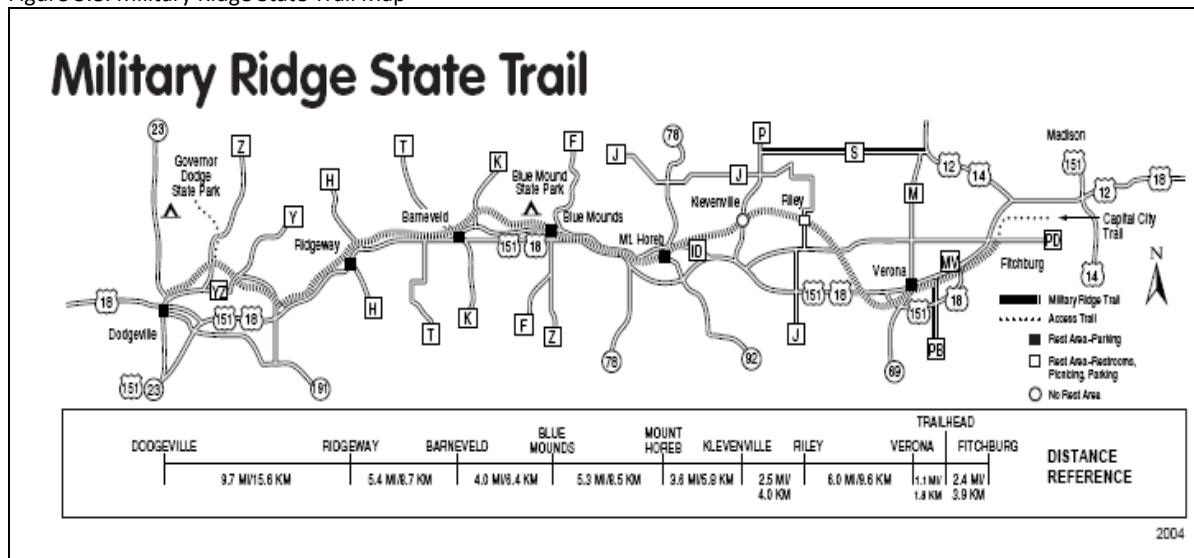 Military Ridge State Trail
23
Governor
Dodge
State Park
Z
Y
YZ
H
T
Barneveld
Ridgeway
K
Blue Mound
State Park
F
Blue Mounds
J
78
J
Klevenville
P
S
Riley
M
12
14
Madison
151
12
18
Capital City
Trail
18
Dodgeville
151
18
151
23
191
H
T
K
151
18
F
Z
Mt. Horeb
ID
78
92
151
18
J
Verona
MV
PD
Fitchburg
14
N
151
18
69
PB
Military Ridge Trail
Access Trail
Rest Area-Parking
Rest Area-Restrooms,
Picnicing, Parking
No Rest Area
TRAILHEAD
DODGEVILLE RIDGEWAY BARNEVELD BLUE MOUNDS MOUNT HOREB KLEVENVILLE RILEY VERONA FITCHBURG
9.7 MI/15.6 KM 5.4 MI/8.7 KM 4.0 MI/6.4 KM 5.3 MI/8.5 KM 3.6 MI/5.8 KM 2.5 MI/ 4.0 KM 6.0 MI/9.6 KM 1.1 MI/ 1.8 KM 2.4 MI/ 3.9 KM
DISTANCE
REFERENCE
2004